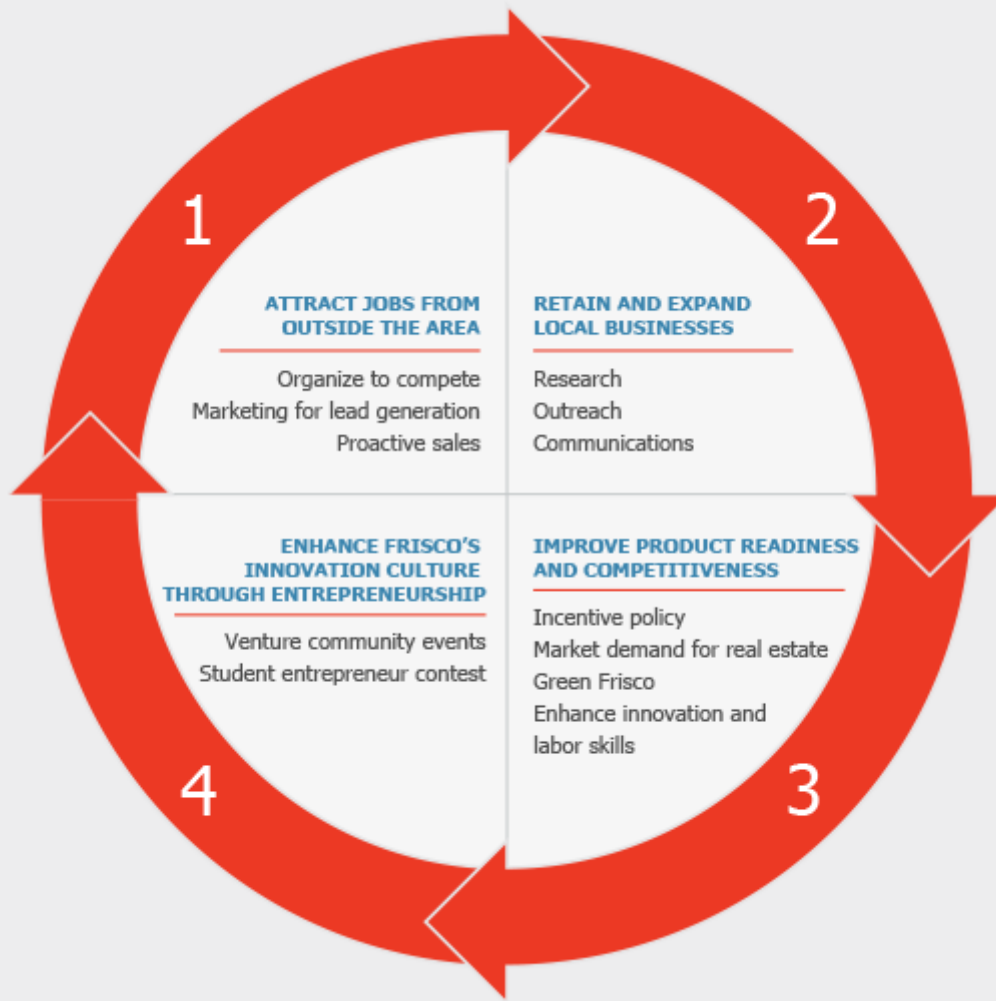 1
ATTRACT JOBS FROM
OUTSIDE THE AREA
Organize to compete
Marketing for lead generation
Proactive sales
2
RETAIN AND EXPAND
LOCAL BUSINESSES
Research
Outreach
Communications
IMPROVE PRODUCT READINESS
AND COMPETITIVENESS
Incentive policy
Market demand for real estate
Green Frisco
Enhance innovation and
labor skills
3
ENHANCE FRISCO’S
INNOVATION CULTURE
THROUGH ENTREPRENEURSHIP
Venture community events
Student entrepreneur contest
4